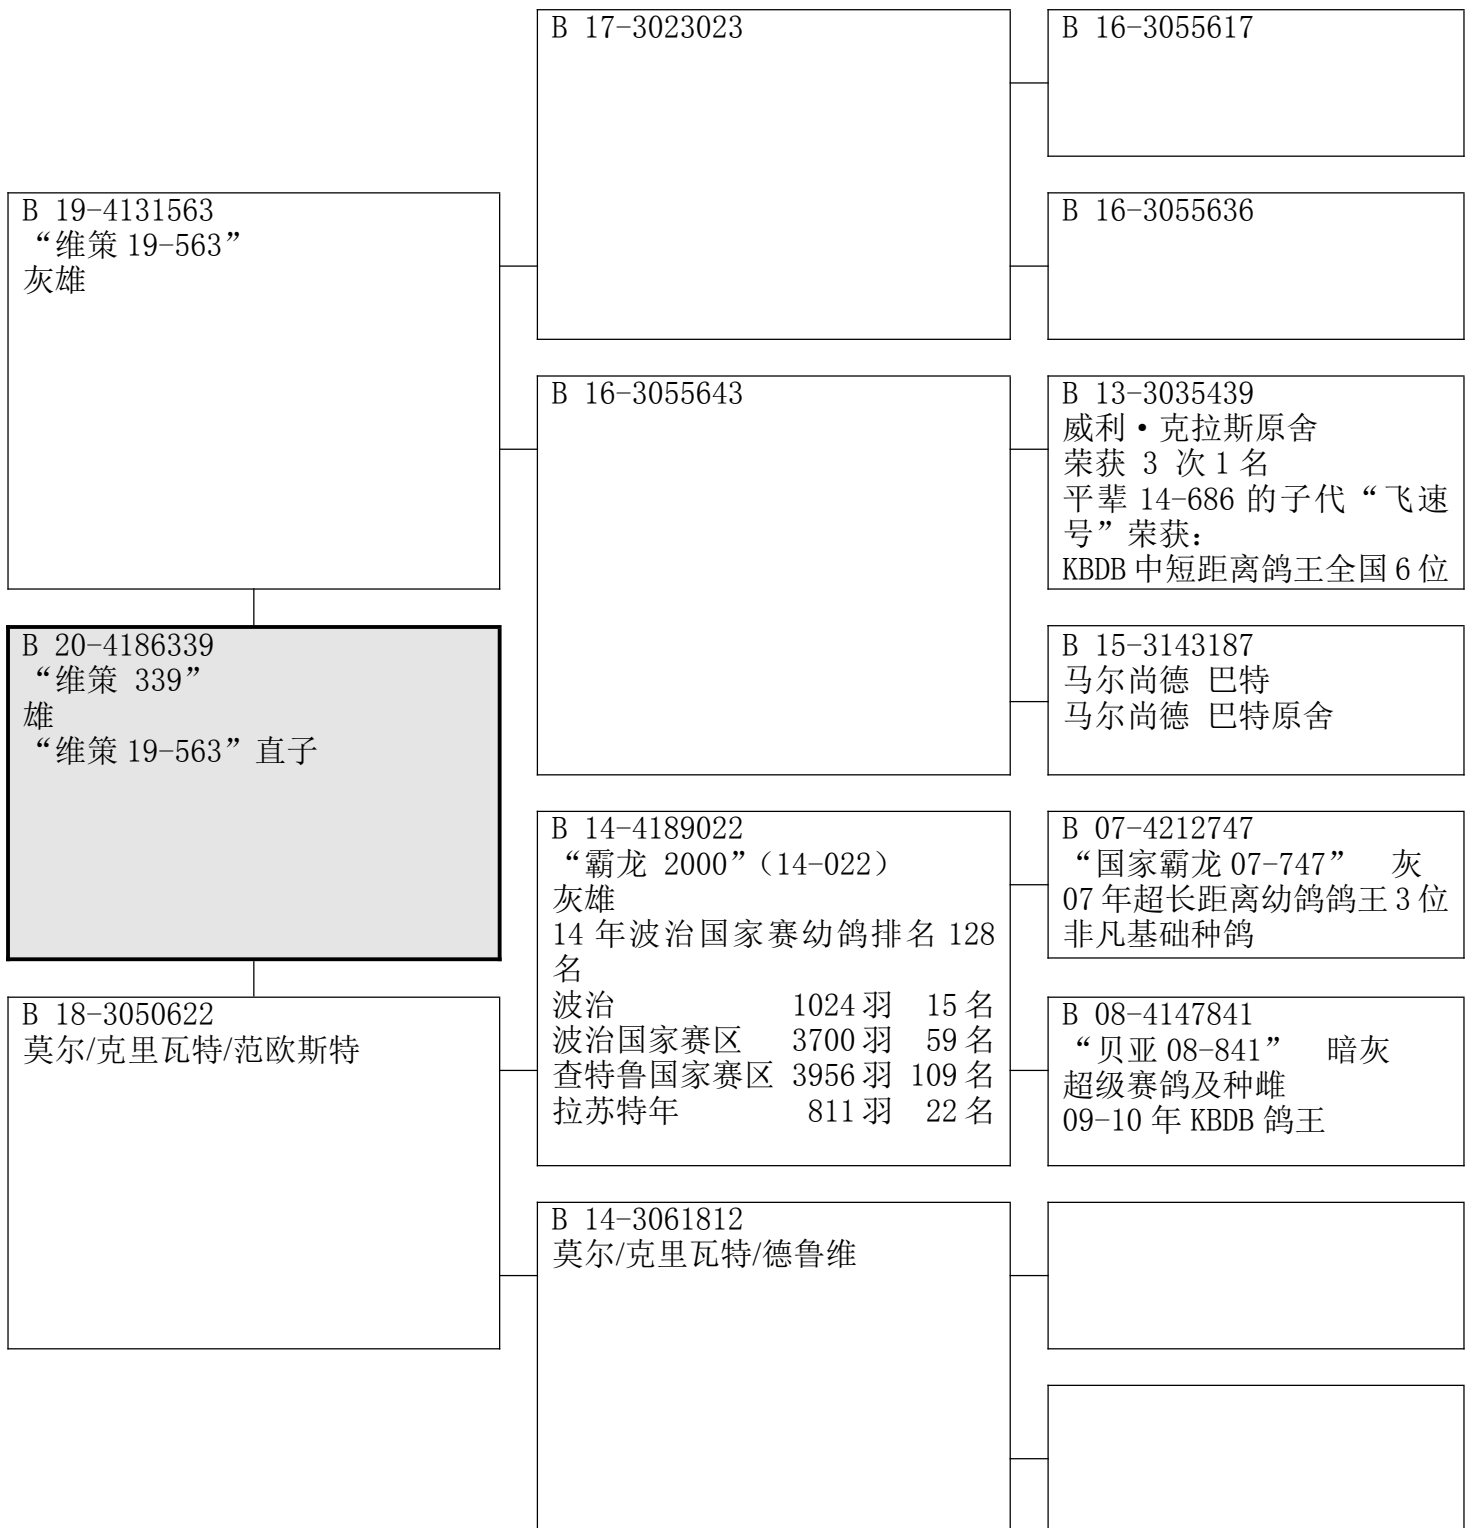 B 17-3023023
B 16-3055617
B 19-4131563
“维策 19-563”
灰雄
B 16-3055636
B 16-3055643
B 13-3035439
威利·克拉斯原舍
荣获 3 次 1 名
平辈 14-686 的子代“飞速
号”荣获：
KBDB 中短距离鸽王全国 6 位
B 20-4186339
“维策 339”
雄
“维策 19-563”直子
B 15-3143187
马尔尚德 巴特
马尔尚德 巴特原舍
B 14-4189022
“霸龙 2000”（14-022）
灰雄
14 年波治国家赛幼鸽排名 128
名
波治 1024 羽 15 名
波治国家赛区 3700 羽 59 名
查特鲁国家赛区 3956 羽 109 名
拉苏特年 811 羽 22 名
B 07-4212747
“国家霸龙 07-747” 灰
07 年超长距离幼鸽鸽王 3 位
非凡基础种鸽
B 18-3050622
莫尔/克里瓦特/范欧斯特
B 08-4147841
“贝亚 08-841” 暗灰
超级赛鸽及种雌
09-10 年 KBDB 鸽王
B 14-3061812
莫尔/克里瓦特/德鲁维